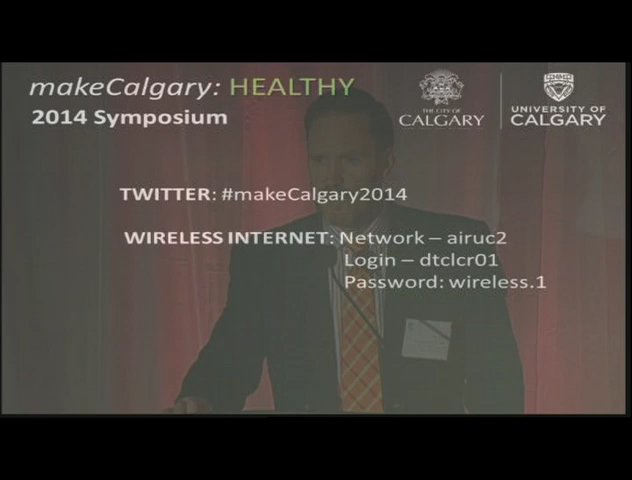 makeCalgary: HEALTHY
2014 Symposium
THE CITY OF
CALGARY
UNIVERSITY OF
CALGARY
TWITTER: #makeCalgary2014
WIRELESS INTERNET: Network – airuc2
Login – dtclcr01
Password: wireless.1